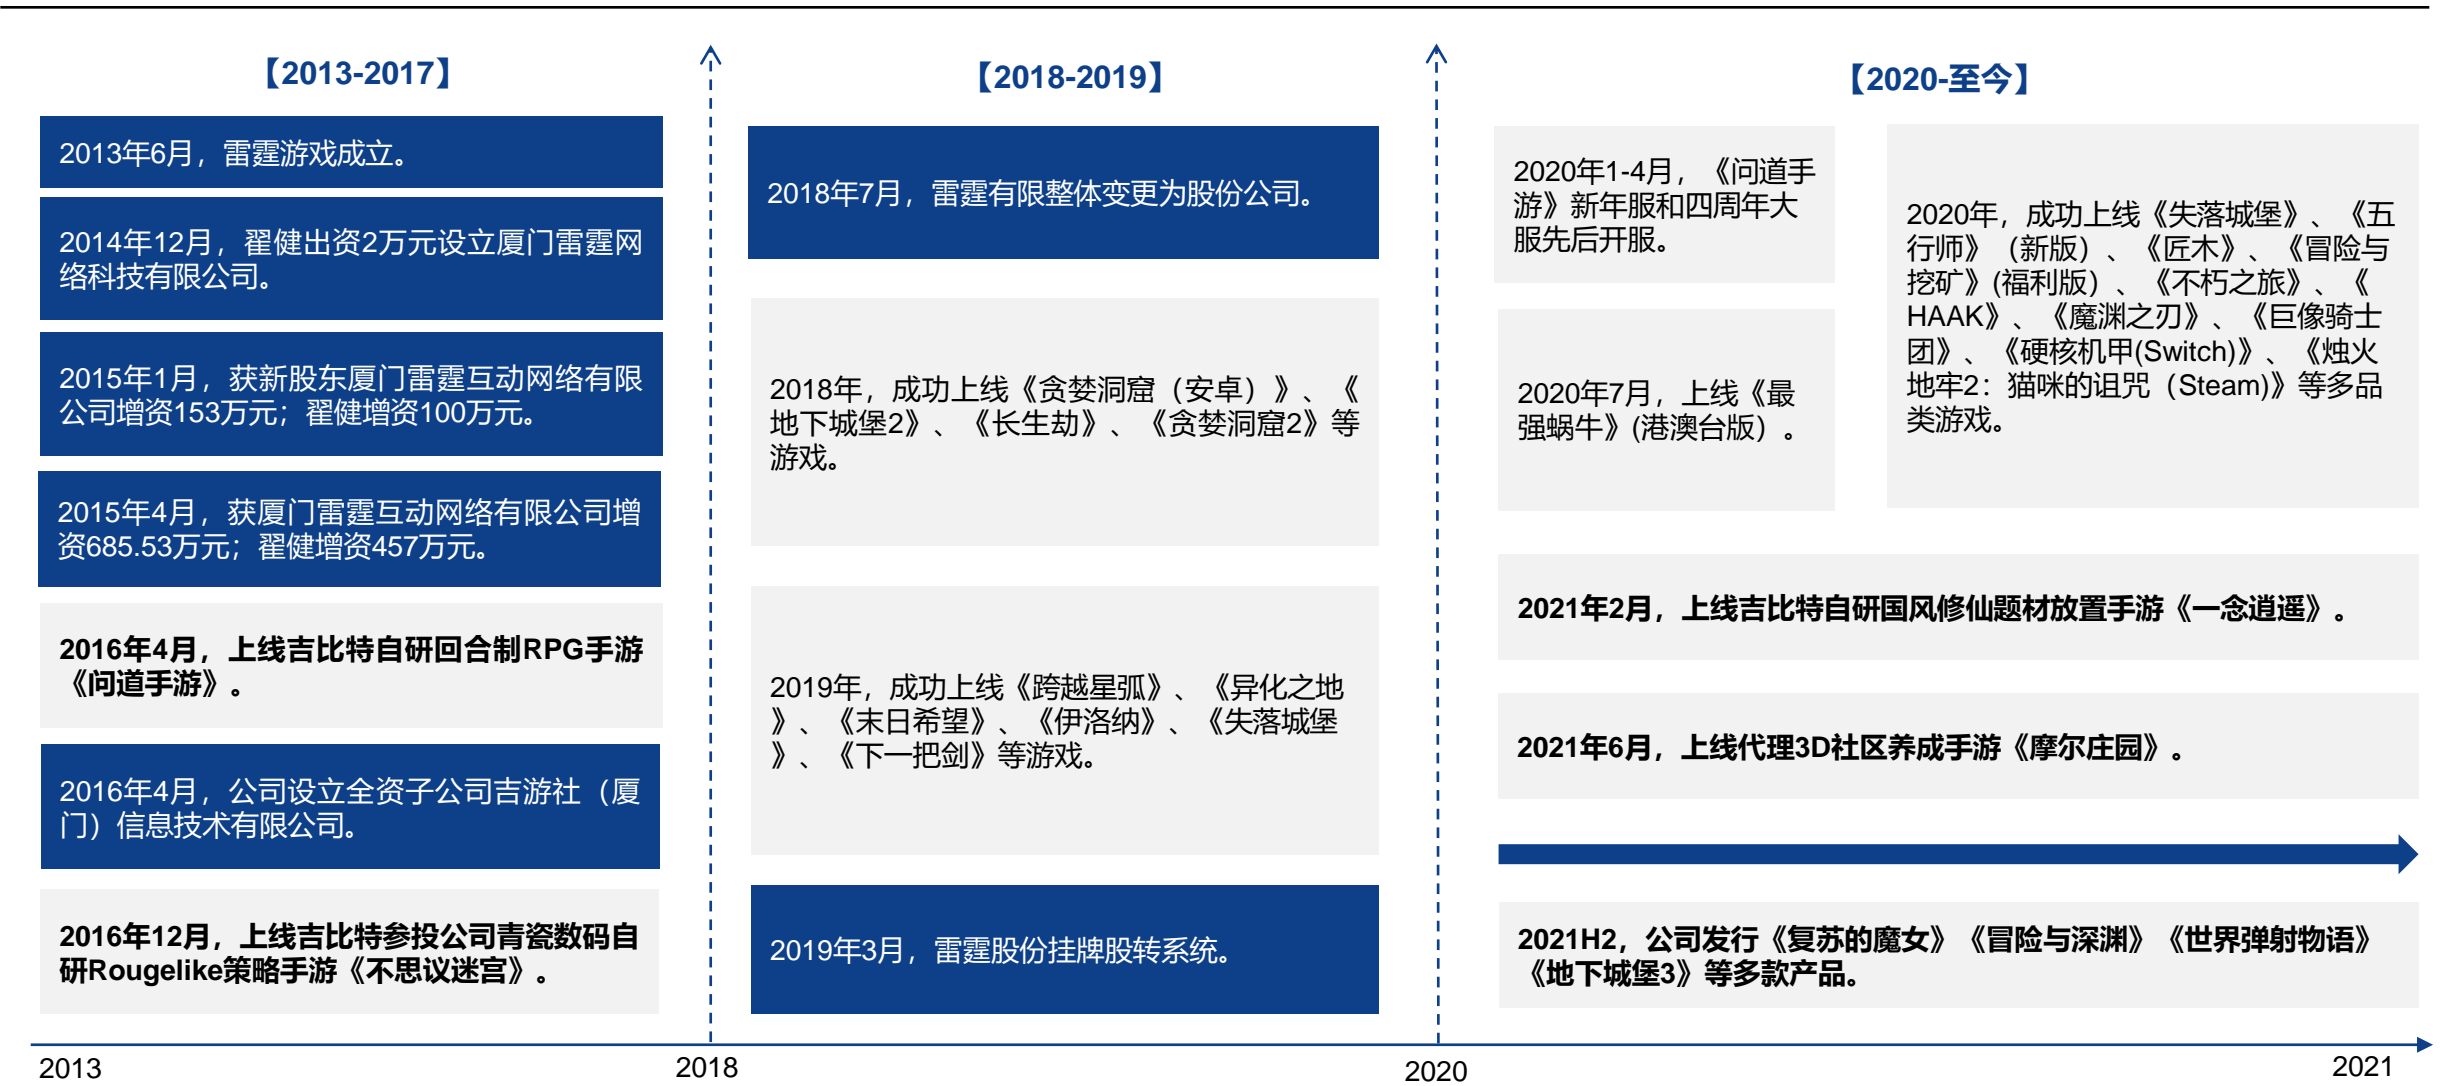 【2013-2017】
2013年6月，雷霆游戏成立。
2014年12月，翟健出资2万元设立厦门雷霆网
络科技有限公司。
2015年1月，获新股东厦门雷霆互动网络有限
公司增资153万元；翟健增资100万元。
2015年4月，获厦门雷霆互动网络有限公司增
资685.53万元；翟健增资457万元。
2016年4月，上线吉比特自研回合制RPG手游
《问道手游》。
2016年4月，公司设立全资子公司吉游社（厦
门）信息技术有限公司。
2016年12月，上线吉比特参投公司青瓷数码自
研Rougelike策略手游《不思议迷宫》。
【2018-2019】
2018年7月，雷霆有限整体变更为股份公司。
2018年，成功上线《贪婪洞窟（安卓）》、《
地下城堡2》、《长生劫》、《贪婪洞窟2》等
游戏。
2019年，成功上线《跨越星弧》、《异化之地
》、《末日希望》、《伊洛纳》、《失落城堡
》、《下一把剑》等游戏。
2019年3月，雷霆股份挂牌股转系统。
【2020-至今】
2020年1-4月，《问道手
游》新年服和四周年大
服先后开服。
2020年7月，上线《最
强蜗牛》(港澳台版）。
2020年，成功上线《失落城堡》、《五
行师》（新版）、《匠木》、《冒险与
挖矿》(福利版）、《不朽之旅》、《
HAAK》、《魔渊之刃》、《巨像骑士
团》、《硬核机甲(Switch)》、《烛火
地牢2：猫咪的诅咒（Steam)》等多品
类游戏。
2021年2月，上线吉比特自研国风修仙题材放置手游《一念逍遥》。
2021年6月，上线代理3D社区养成手游《摩尔庄园》。
2021H2，公司发行《复苏的魔女》《冒险与深渊》《世界弹射物语》
《地下城堡3》等多款产品。
2013
2018
2020
2021